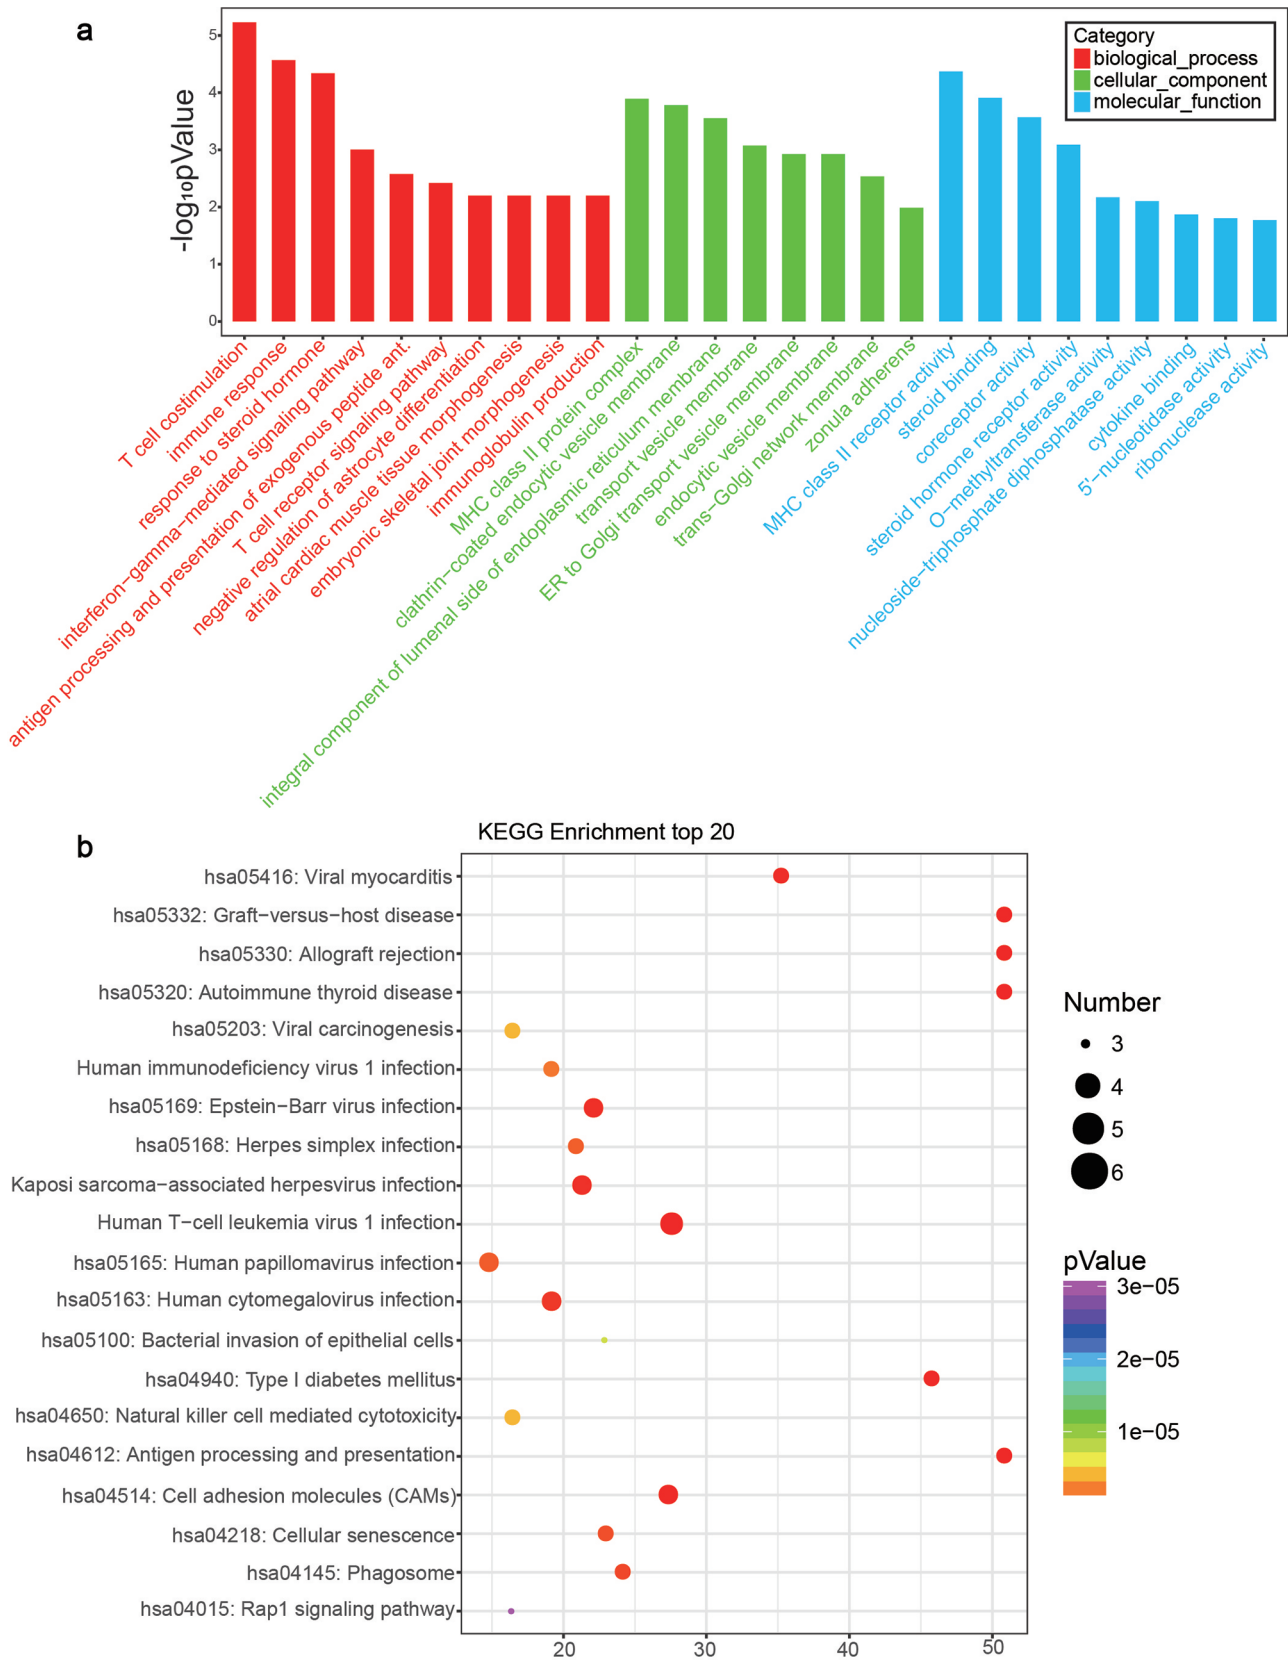 a
-log₁₀pValue
5
4
3
2
1
0
Category
biological_process
cellular_component
molecular_function
T cell costimulation
immune response
response to steroid hormone
interferon−gamma−mediated signaling pathway
antigen processing and presentation of exogenous peptide ant.
T cell receptor signaling pathway
negative regulation of astrocyte differentiation
atrial cardiac muscle tissue morphogenesis
embryonic skeletal joint morphogenesis
immunoglobulin production
MHC class II protein complex
clathrin−coated endocytic vesicle membrane
integral component of lumenal side of endoplasmic reticulum membrane
transport vesicle membrane
ER to Golgi transport vesicle membrane
endocytic vesicle membrane
trans−Golgi network membrane
zonula adherens
MHC class II receptor activity
steroid binding
coreceptor activity
steroid hormone receptor activity
O−methyltransferase activity
nucleoside−triphosphate diphosphatase activity
cytokine binding
5'−nucleotidase activity
ribonuclease activity
b
KEGG Enrichment top 20
hsa05416: Viral myocarditis
hsa05332: Graft−versus−host disease
hsa05330: Allograft rejection
hsa05320: Autoimmune thyroid disease
hsa05203: Viral carcinogenesis
Human immunodeficiency virus 1 infection
hsa05169: Epstein−Barr virus infection
hsa05168: Herpes simplex infection
Kaposi sarcoma−associated herpesvirus infection
Human T−cell leukemia virus 1 infection
hsa05165: Human papillomavirus infection
hsa05163: Human cytomegalovirus infection
hsa05100: Bacterial invasion of epithelial cells
hsa04940: Type I diabetes mellitus
hsa04650: Natural killer cell mediated cytotoxicity
hsa04612: Antigen processing and presentation
hsa04514: Cell adhesion molecules (CAMs)
hsa04218: Cellular senescence
hsa04145: Phagosome
hsa04015: Rap1 signaling pathway
20 30 40 50
Number
3
4
5
6
pValue
3e−05
2e−05
1e−05